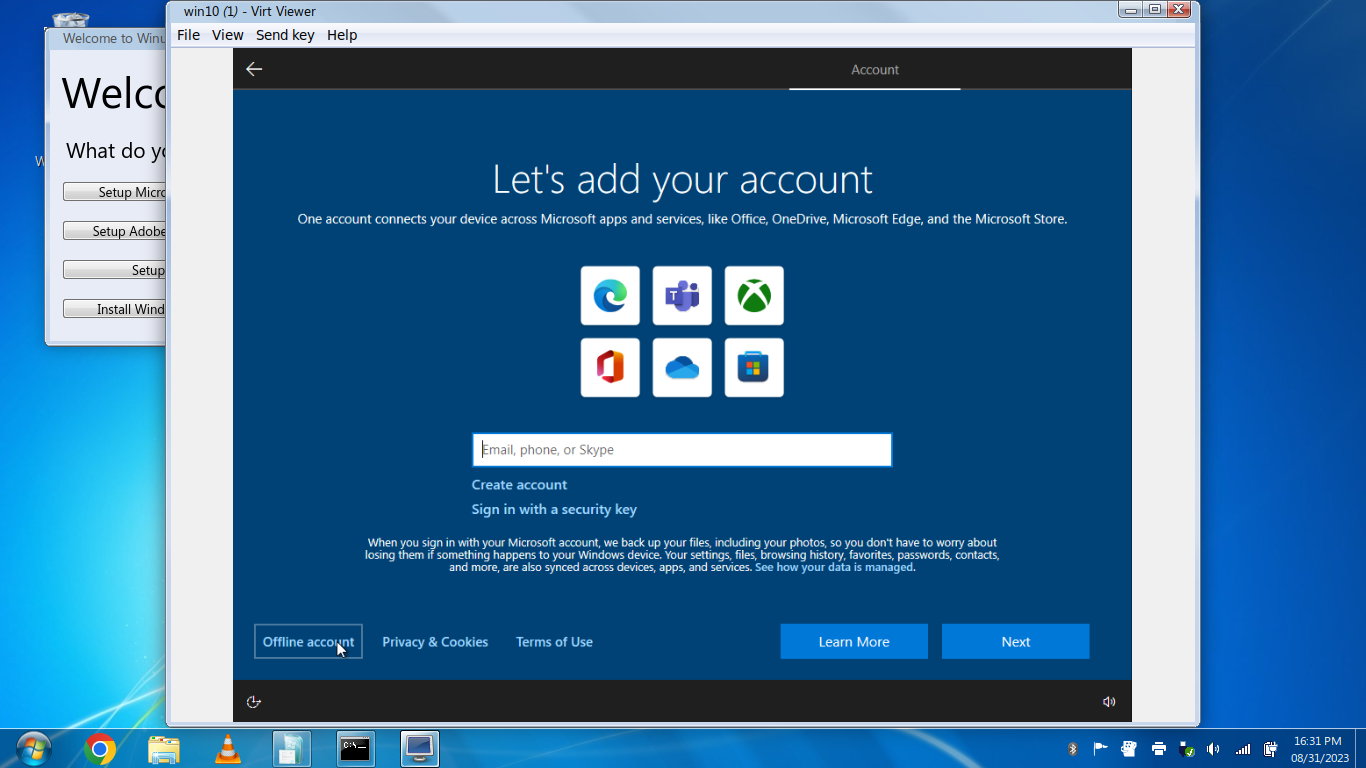 win10 (1) - Virt Viewer
File View Send key Help
Welcome to
Account
What do
Setup
Setup Adobe
Setup
Install
Let's add your account
One account connects your device across Microsoft apps and services, like Office, OneDrive, Microsoft Edge, and the Microsoft Store.
Email, phone, or Skype
Create account
Sign in with a security key
When you sign in with your Microsoft account, we back up your files, including your photos, so you don't have to worry about
losing them if something happens to your Windows device. Your settings, files, browsing history, favorites, passwords, contacts,
and more, are also synced across devices, apps, and services. See how your data is managed.
Offline account Privacy & Cookies Terms of Use Learn More Next
C:\.
16:31 PM
08/31/2023